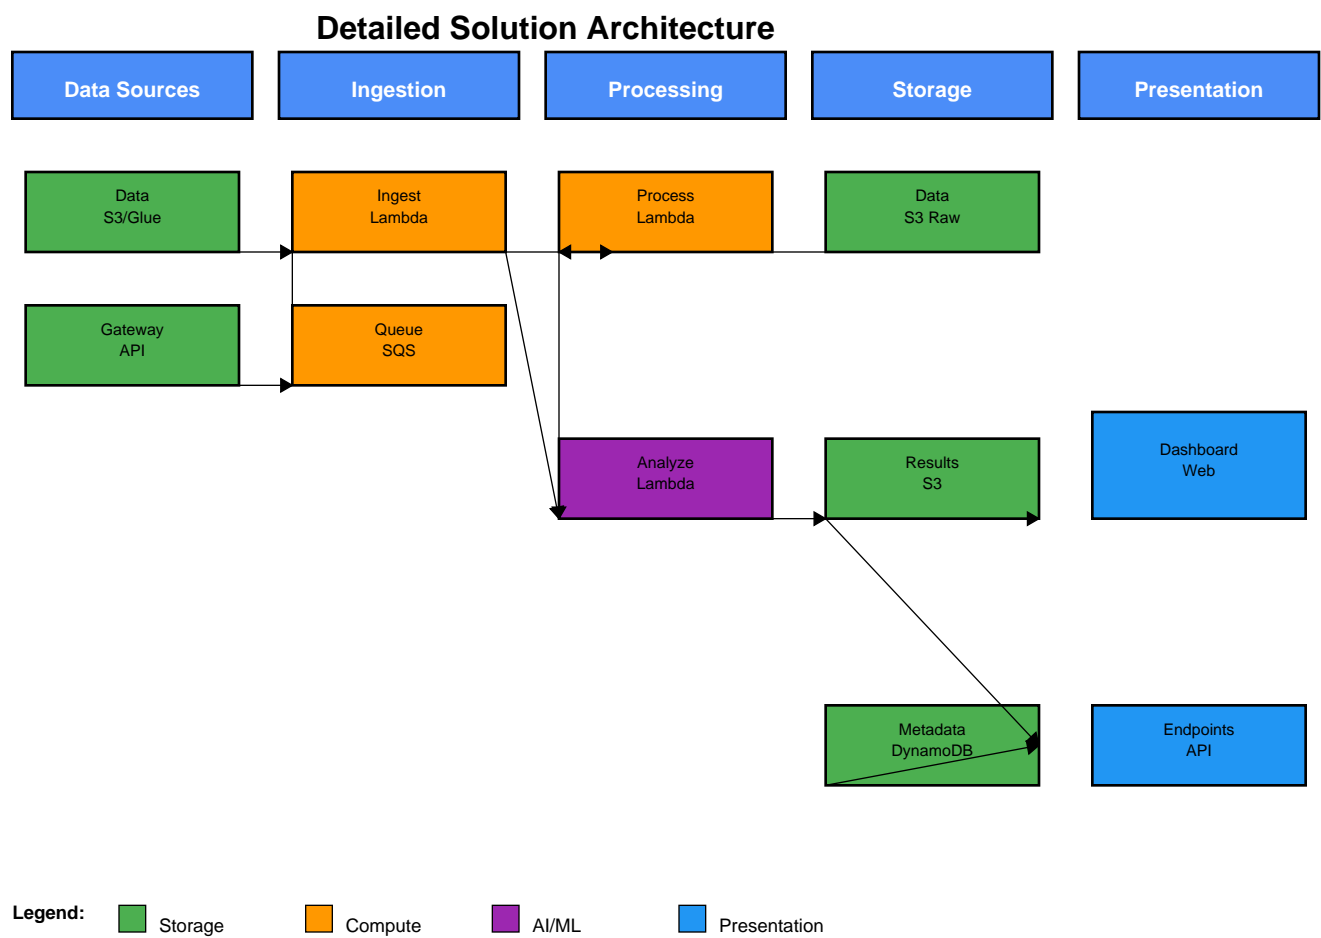 Detailed Solution Architecture
Data Sources
Ingestion
Processing
Storage
Presentation
Data
S3/Glue
Ingest
Lambda
Process
Lambda
Data
S3 Raw
Gateway
API
Queue
SQS
Analyze
Lambda
Results
S3
Dashboard
Web
Metadata
DynamoDB
Endpoints
API
Legend:
Storage
Compute
AI/ML
Presentation